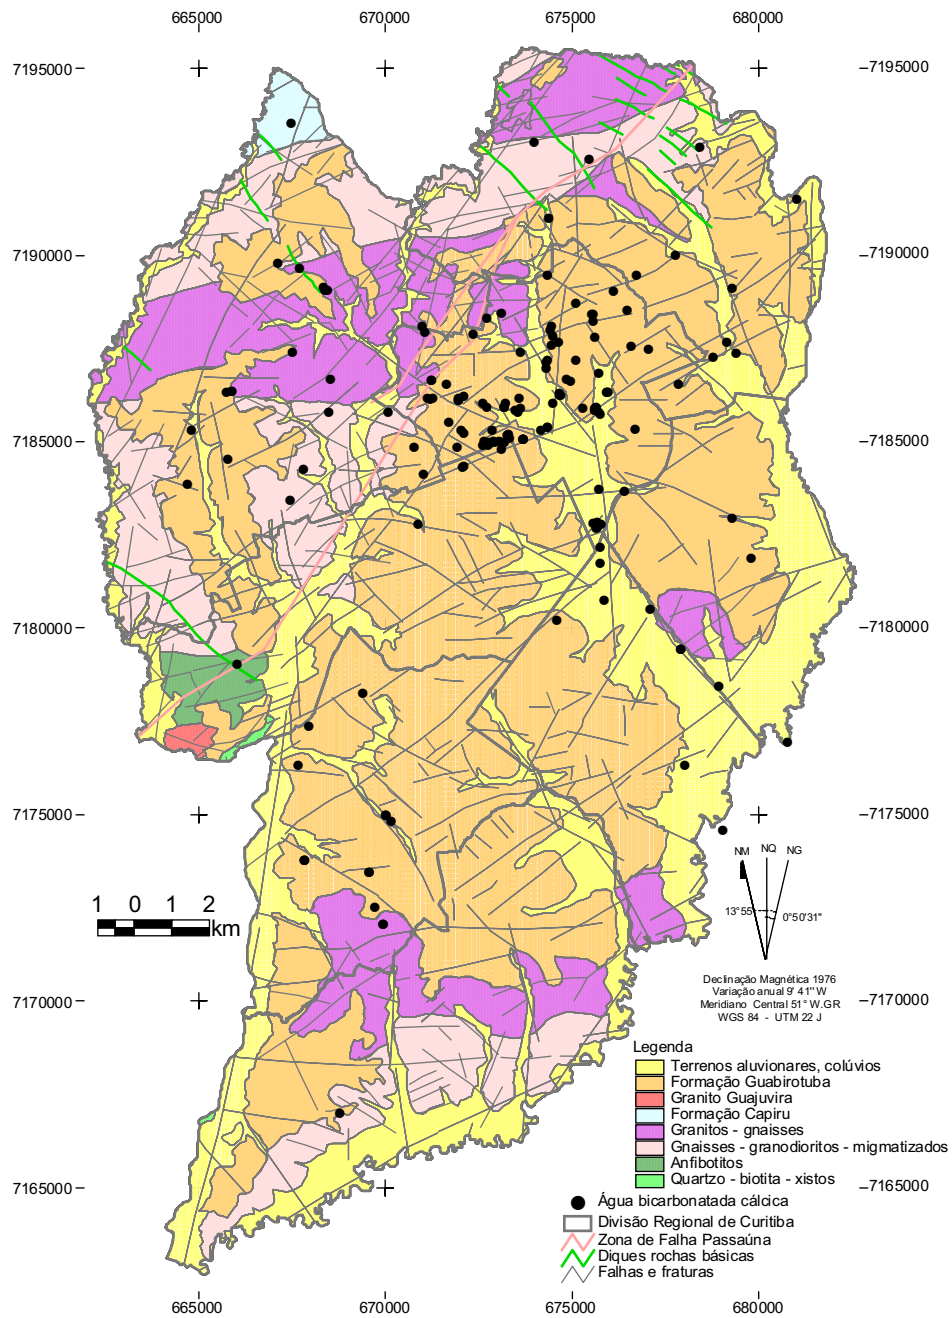 665000 670000 675000 680000
7195000 7195000
7190000 7190000
7185000 7185000
7180000 7180000
7175000 7175000
NM NQ NG
13°55' 0°50'31"
1 0 1 2
km
Declinação Magnética 1976
Variação anual 9' 41" W
Meridiano Central 51° W.GR
WGS 84 - UTM 22 J
7170000 7170000
Legenda
Terrenos aluvionares, colúvios
Formação Guabirotuba
Granito Guajuvira
Formação Capiru
Granitos - gnaisses
Gnaisses - granodioritos - migmatizados
Anfibotitos
Quartzo - biotita - xistos
7165000 7165000
Água bicarbonatada cálcica
Divisão Regional de Curitiba
Zona de Falha Passaúna
Diques rochas básicas
Falhas e fraturas
665000 670000 675000 680000